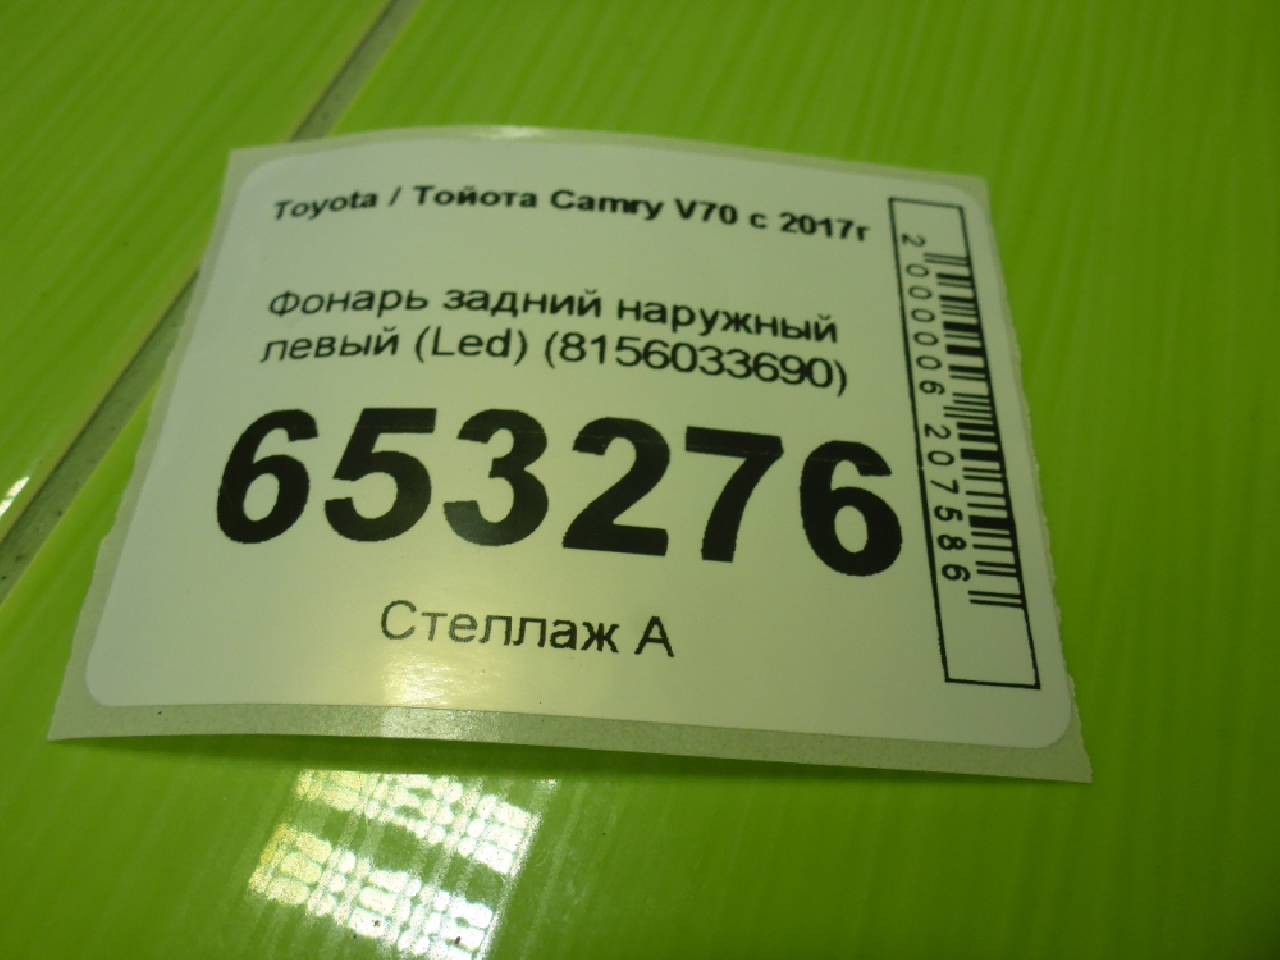 Toyota / Тойота Camry V70 с 2017г
Фонарь задний наружный
левый (Led) (8156033690)
653276
Стеллаж А
2000006207586